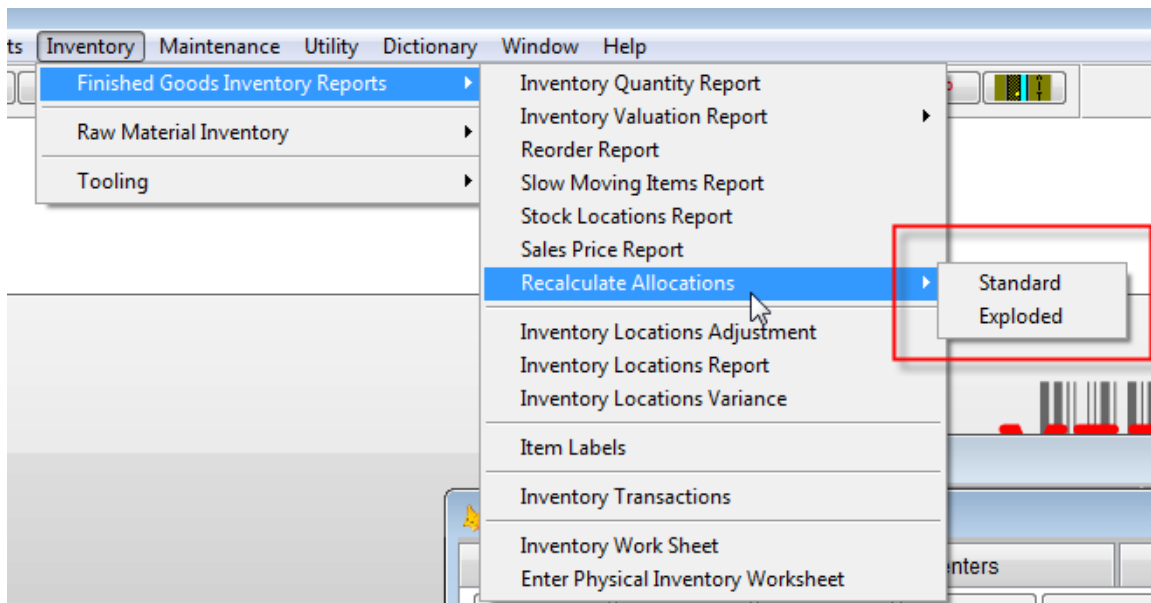 ts Inventory Maintenance Utility Dictionary Window Help
Finished Goods Inventory Reports
Raw Material Inventory
Tooling
Inventory Quantity Report
Inventory Valuation Report
Reorder Report
Slow Moving Items Report
Stock Locations Report
Sales Price Report
Recalculate Allocations
Standard
Exploded
Inventory Locations Adjustment
Inventory Locations Report
Inventory Locations Variance
Item Labels
Inventory Transactions
Inventory Work Sheet
Enter Physical Inventory Worksheet
enters